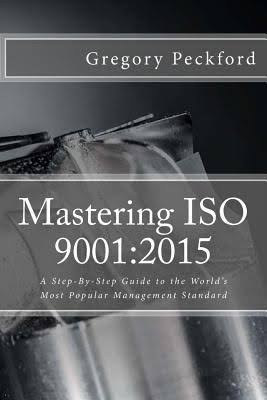 Gregory Peckford
Mastering ISO
9001:2015
A Step-By-Step Guide to the World's
Most Popular Management Standard